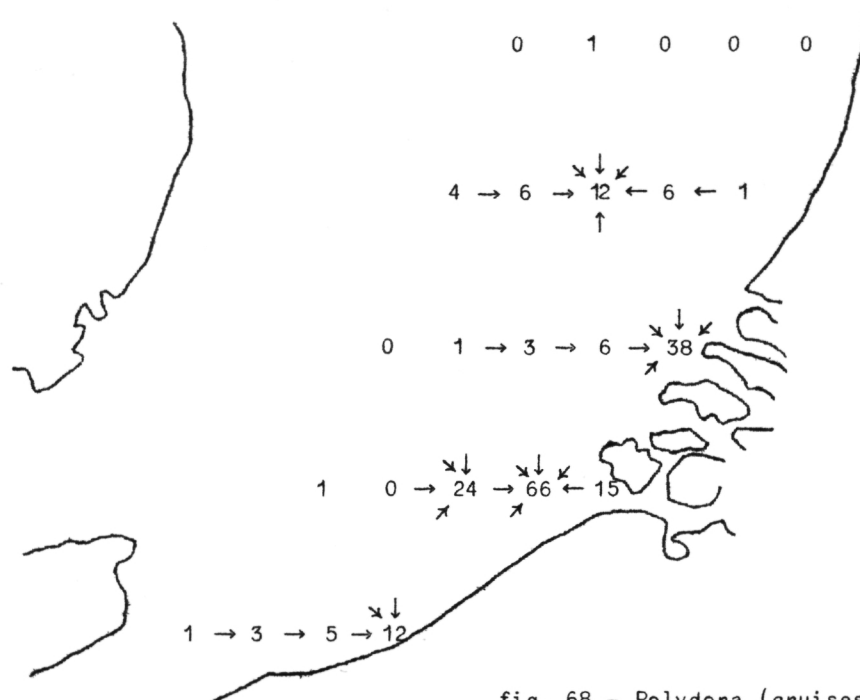 0 1 0 0 0
4 → 6 → 12 ← 6 ← 1
0 1 → 3 → 6 → 38
1 0 → 24 → 66 ← 15
1 → 3 → 5 → 12
fig. 68 - Polydora (cruises